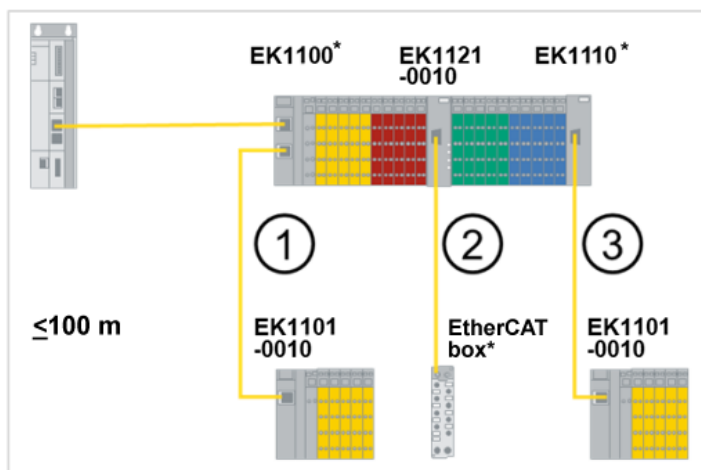 EK1100*
EK1121
-0010
EK1110*
1
2
3
≤100 m
EK1101
-0010
EtherCAT
box*
EK1101
-0010